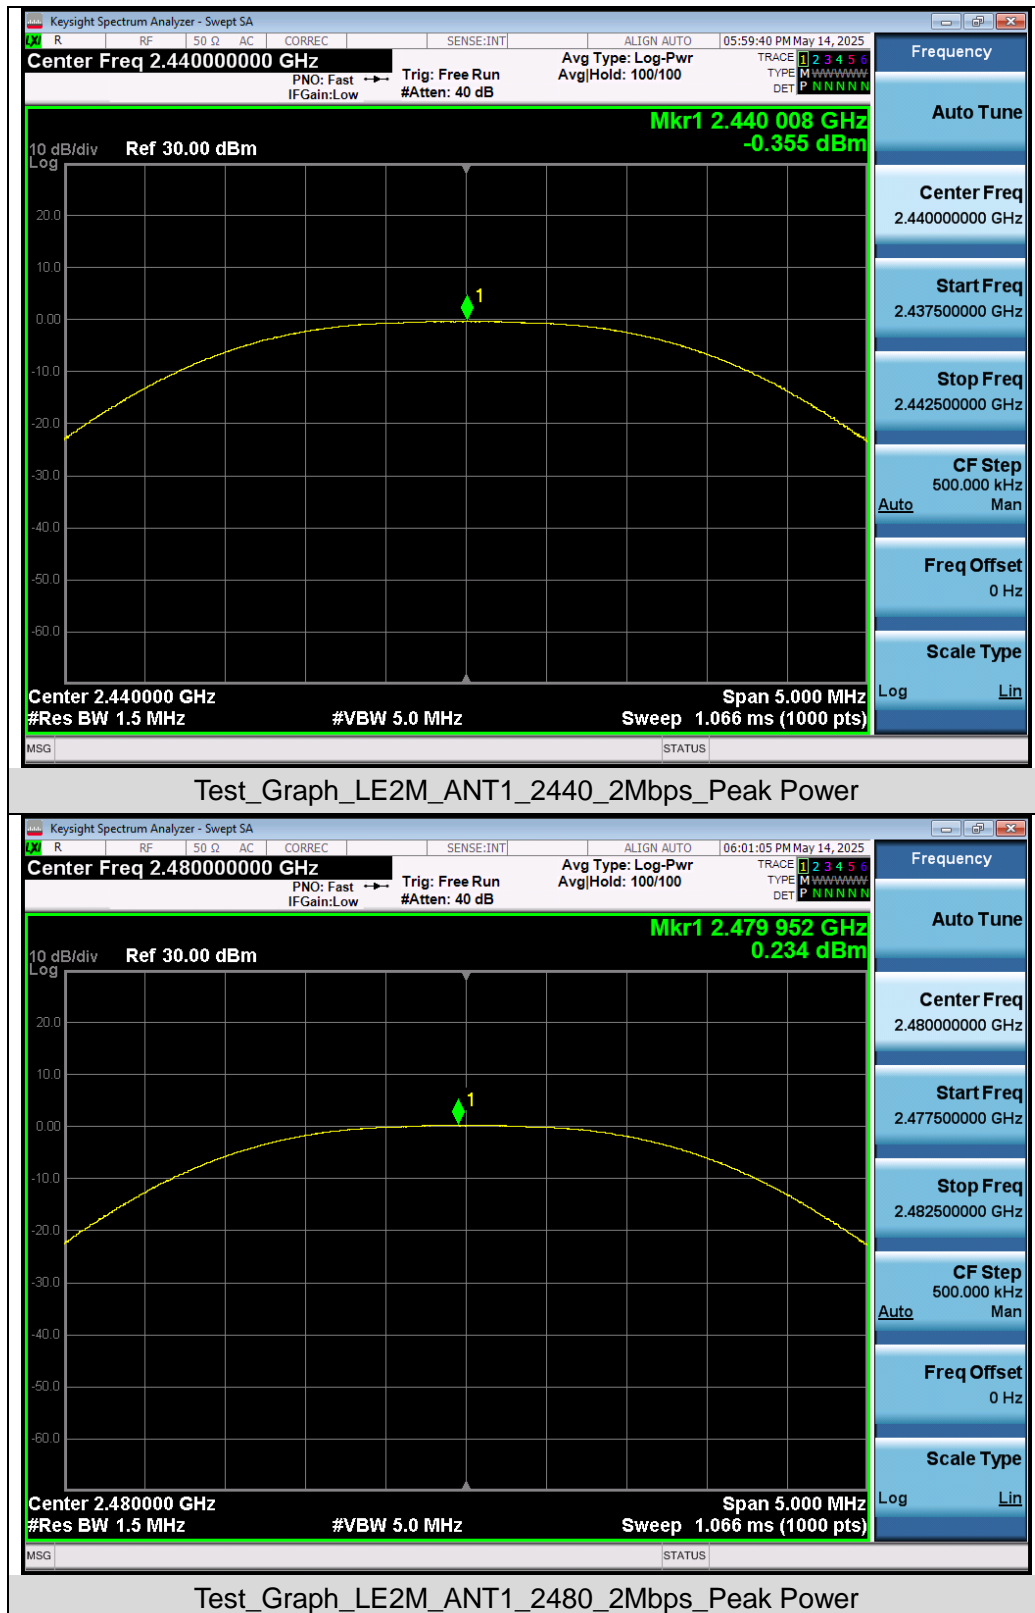 Keysight Spectrum Analyzer - Swept SA
LXI R RF 50 Ω AC CORREC SENSE:INT ALIGN AUTO 05:59:40 PM May 14, 2025
Center Freq 2.440000000 GHz
PNO: Fast
IFGain:Low
Trig: Free Run
#Atten: 40 dB
Avg Type: Log-Pwr
Avg|Hold: 100/100
TRACE 1 2 3 4 5 6
TYPE M WWWWW
DET P N N N N N
Mkr1 2.440 008 GHz
-0.355 dBm
10 dB/div Ref 30.00 dBm
Log
20.0
10.0
1
0.00
-10.0
-20.0
-30.0
-40.0
-50.0
-60.0
Center 2.440000 GHz Span 5.000 MHz
#Res BW 1.5 MHz #VBW 5.0 MHz Sweep 1.066 ms (1000 pts)
MSG STATUS
Frequency
Auto Tune
Center Freq
2.440000000 GHz
Start Freq
2.437500000 GHz
Stop Freq
2.442500000 GHz
CF Step
500.000 kHz
Auto Man
Freq Offset
0 Hz
Scale Type
Log Lin
Test_Graph_LE2M_ANT1_2440_2Mbps_Peak Power
Keysight Spectrum Analyzer - Swept SA
LXI R RF 50 Ω AC CORREC SENSE:INT ALIGN AUTO 06:01:05 PM May 14, 2025
Center Freq 2.480000000 GHz
PNO: Fast
IFGain:Low
Trig: Free Run
#Atten: 40 dB
Avg Type: Log-Pwr
Avg|Hold: 100/100
TRACE 1 2 3 4 5 6
TYPE M WWWWW
DET P N N N N N
Mkr1 2.479 952 GHz
0.234 dBm
10 dB/div Ref 30.00 dBm
Log
20.0
10.0
1
0.00
-10.0
-20.0
-30.0
-40.0
-50.0
-60.0
Center 2.480000 GHz Span 5.000 MHz
#Res BW 1.5 MHz #VBW 5.0 MHz Sweep 1.066 ms (1000 pts)
MSG STATUS
Frequency
Auto Tune
Center Freq
2.480000000 GHz
Start Freq
2.477500000 GHz
Stop Freq
2.482500000 GHz
CF Step
500.000 kHz
Auto Man
Freq Offset
0 Hz
Scale Type
Log Lin
Test_Graph_LE2M_ANT1_2480_2Mbps_Peak Power